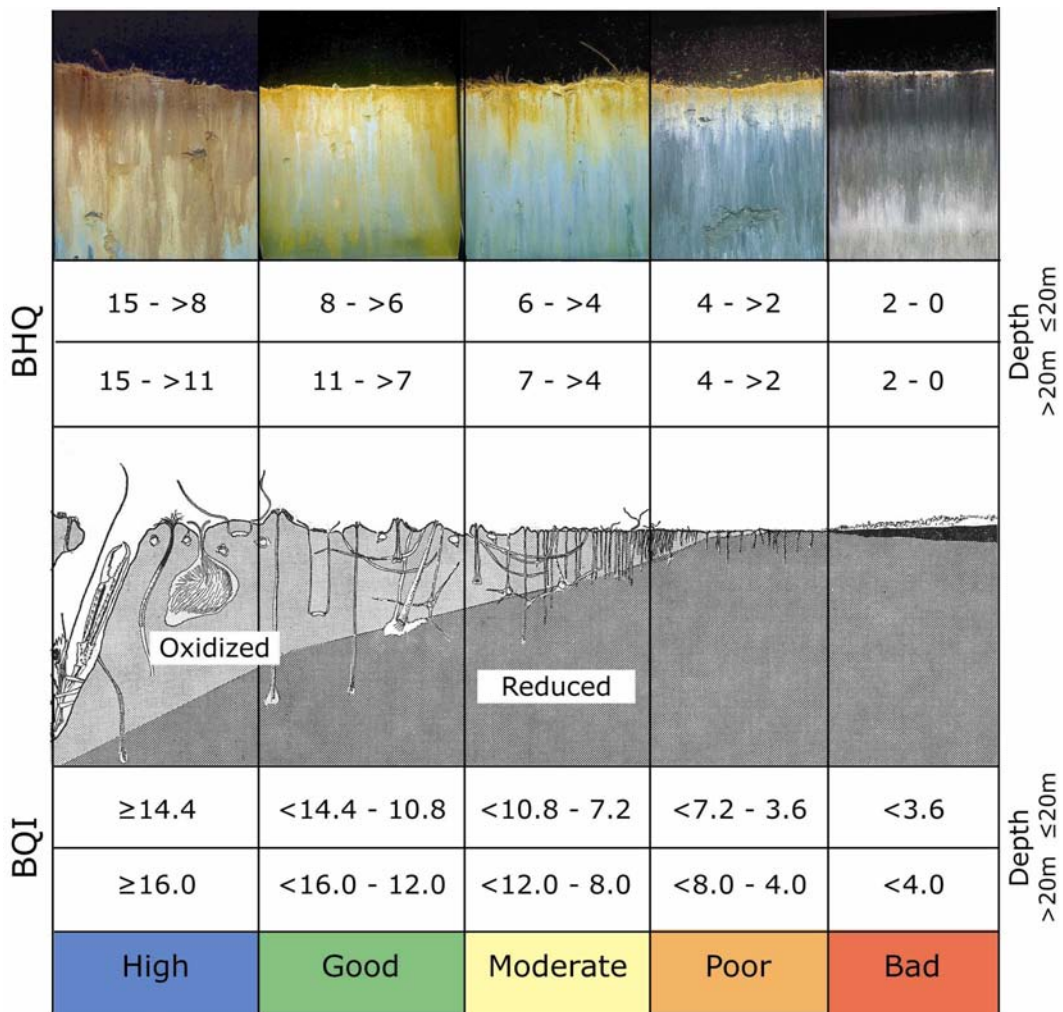 BHQ
15 - >8
8 - >6
6 - >4
4 - >2
2 - 0
15 - >11
11 - >7
7 - >4
4 - >2
2 - 0
Depth
>20m ≤20m
Oxidized
Reduced
BQI
≥14.4
<14.4 - 10.8
<10.8 - 7.2
<7.2 - 3.6
<3.6
≥16.0
<16.0 - 12.0
<12.0 - 8.0
<8.0 - 4.0
<4.0
Depth
>20m ≤20m
High
Good
Moderate
Poor
Bad